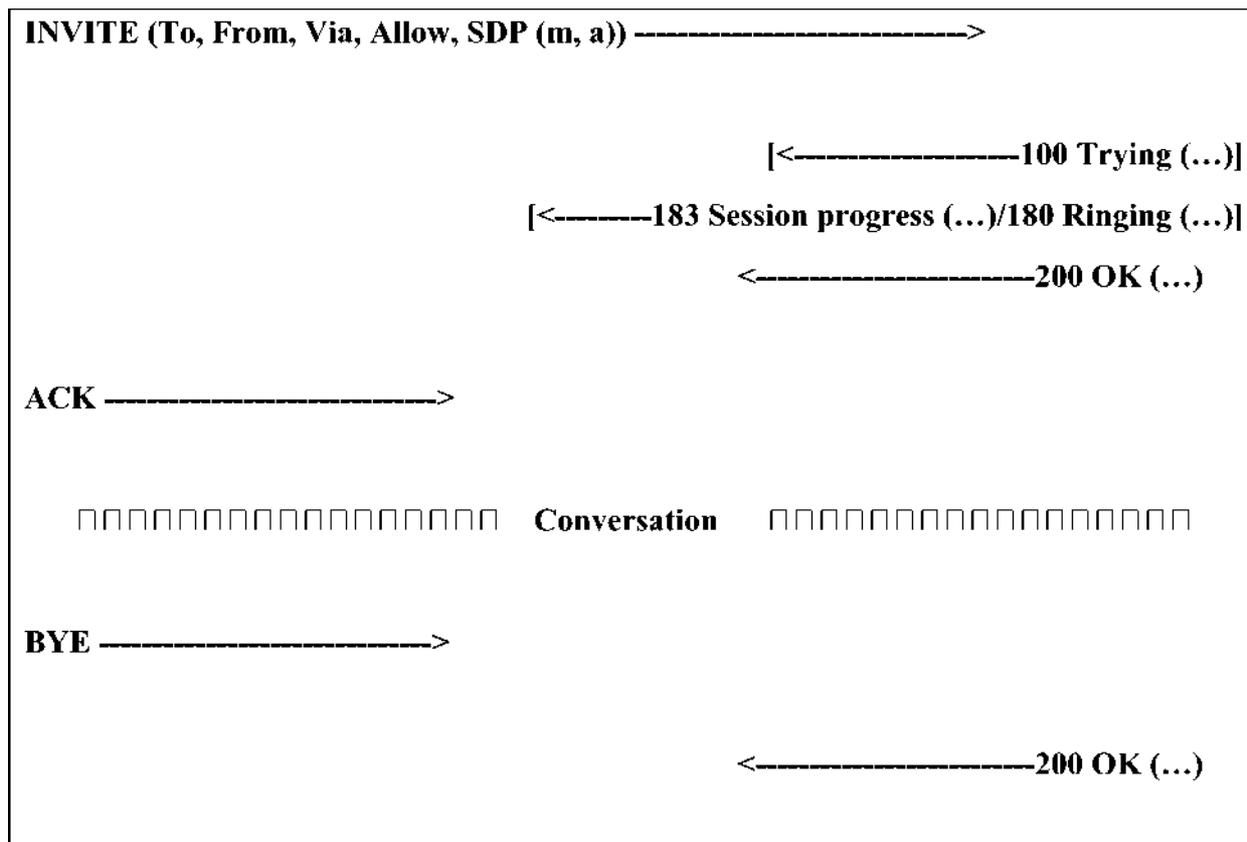 INVITE (To, From, Via, Allow, SDP (m, a)) ------------------------------->
[<----------------------100 Trying (…)]
[<-----------183 Session progress (…)/180 Ringing (…)]
<--------------------------200 OK (…)
ACK ------------------------------->
□□□□□□□□□□□□□□□□□ Conversation □□□□□□□□□□□□□□□□□
BYE ------------------------------->
<--------------------------200 OK (…)